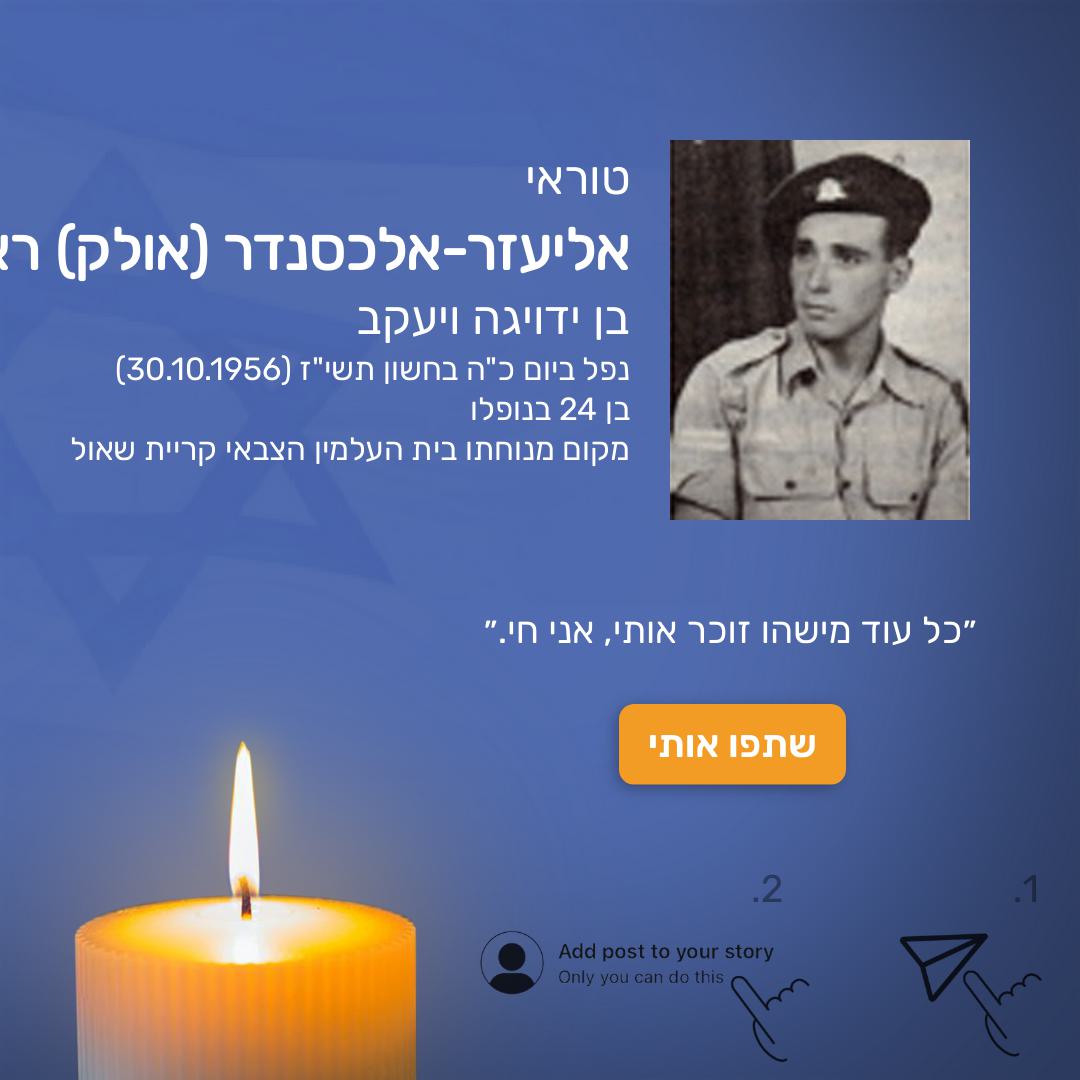 טוראי
אליעזר-אלכסנדר (אולק)
בן ידויגה ויעקב
נפל ביום כ"ה בחשון תשי"ז (30.10.1956)
בן 24 בנופלו
מקום מנוחתו בית העלמין הצבאי קריית שאול
״כל עוד מישהו זוכר אותי, אני חי.״
שתפו אותי
1.
2.
Add post to your story
Only you can do this